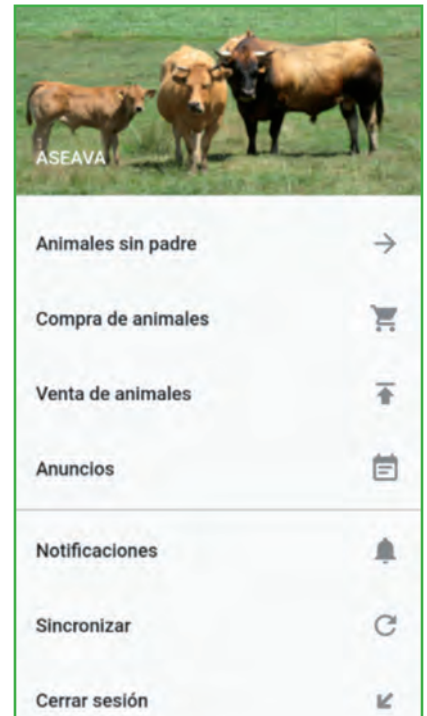 ASEAVA
Animales sin padre
Compra de animales
Venta de animales
Anuncios
Notificaciones
Sincronizar
Cerrar sesión